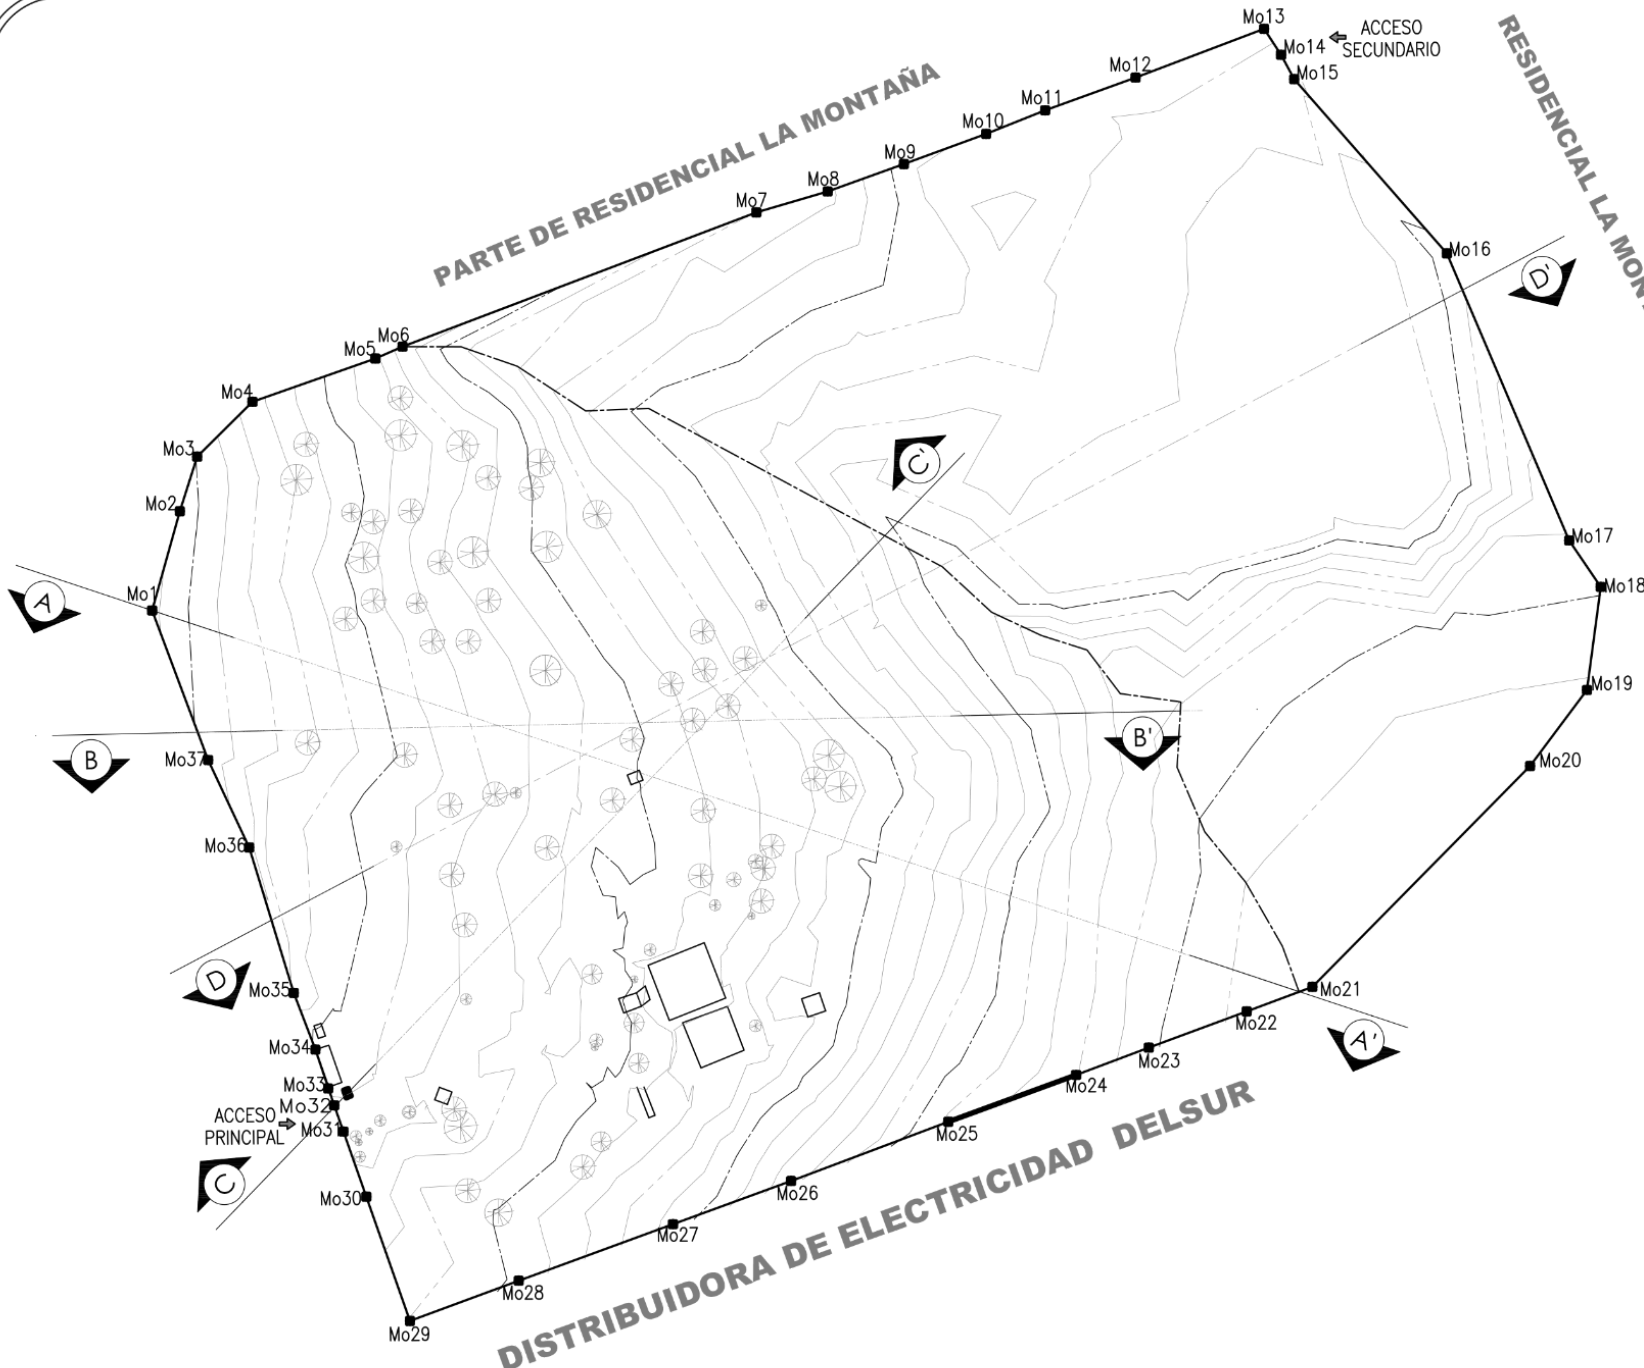 Mo13
ACCESO
SECUNDARIO
Mo14
Mo15
Mo12
Mo11
Mo10
Mo9
Mo8
Mo7
PARTE DE RESIDENCIAL LA MONTAÑA
RESIDENCIAL LA MON
Mo16
D'
Mo6
Mo5
Mo4
Mo3
Mo2
Mo1
A
C'
Mo17
Mo18
Mo19
Mo20
B
B'
Mo37
Mo36
D
Mo35
Mo34
Mo33
Mo32
ACCESO
PRINCIPAL
Mo31
C
Mo30
Mo29
Mo28
Mo27
Mo26
Mo25
Mo24
Mo23
Mo22
Mo21
A'
DISTRIBUIDORA DE ELECTRICIDAD DELSUR